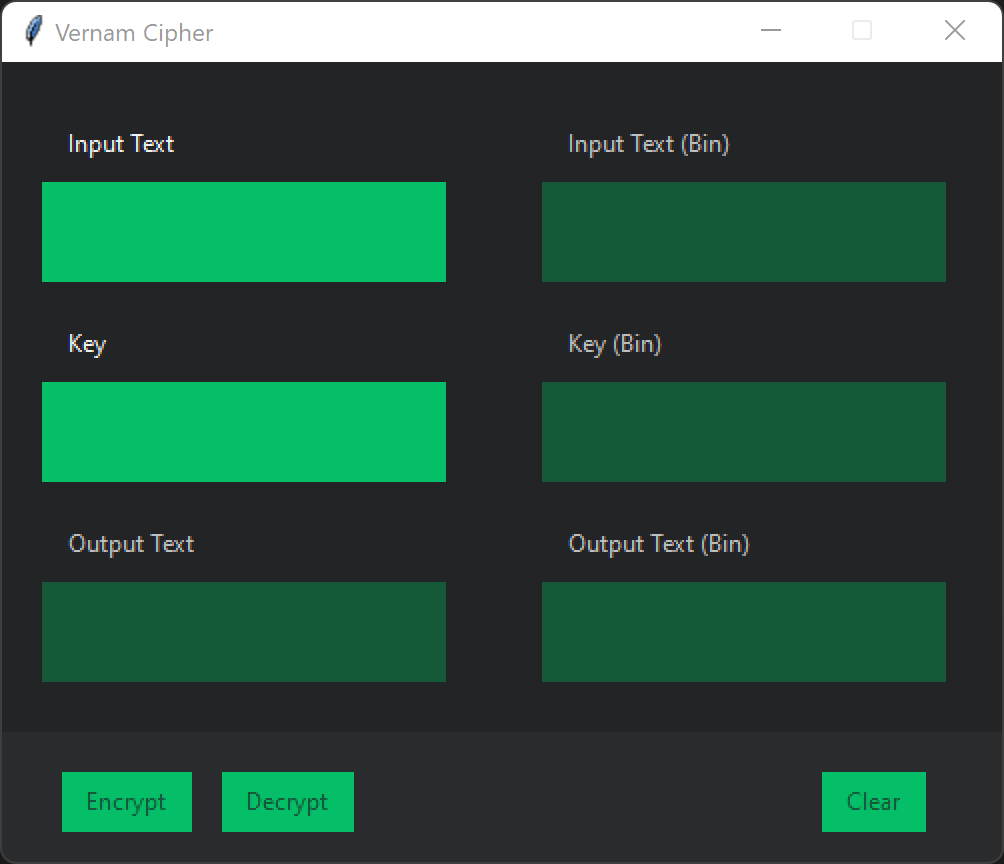 Vernam Cipher
Input Text
Input Text (Bin)
Key
Key (Bin)
Output Text
Output Text (Bin)
Encrypt
Decrypt
Clear